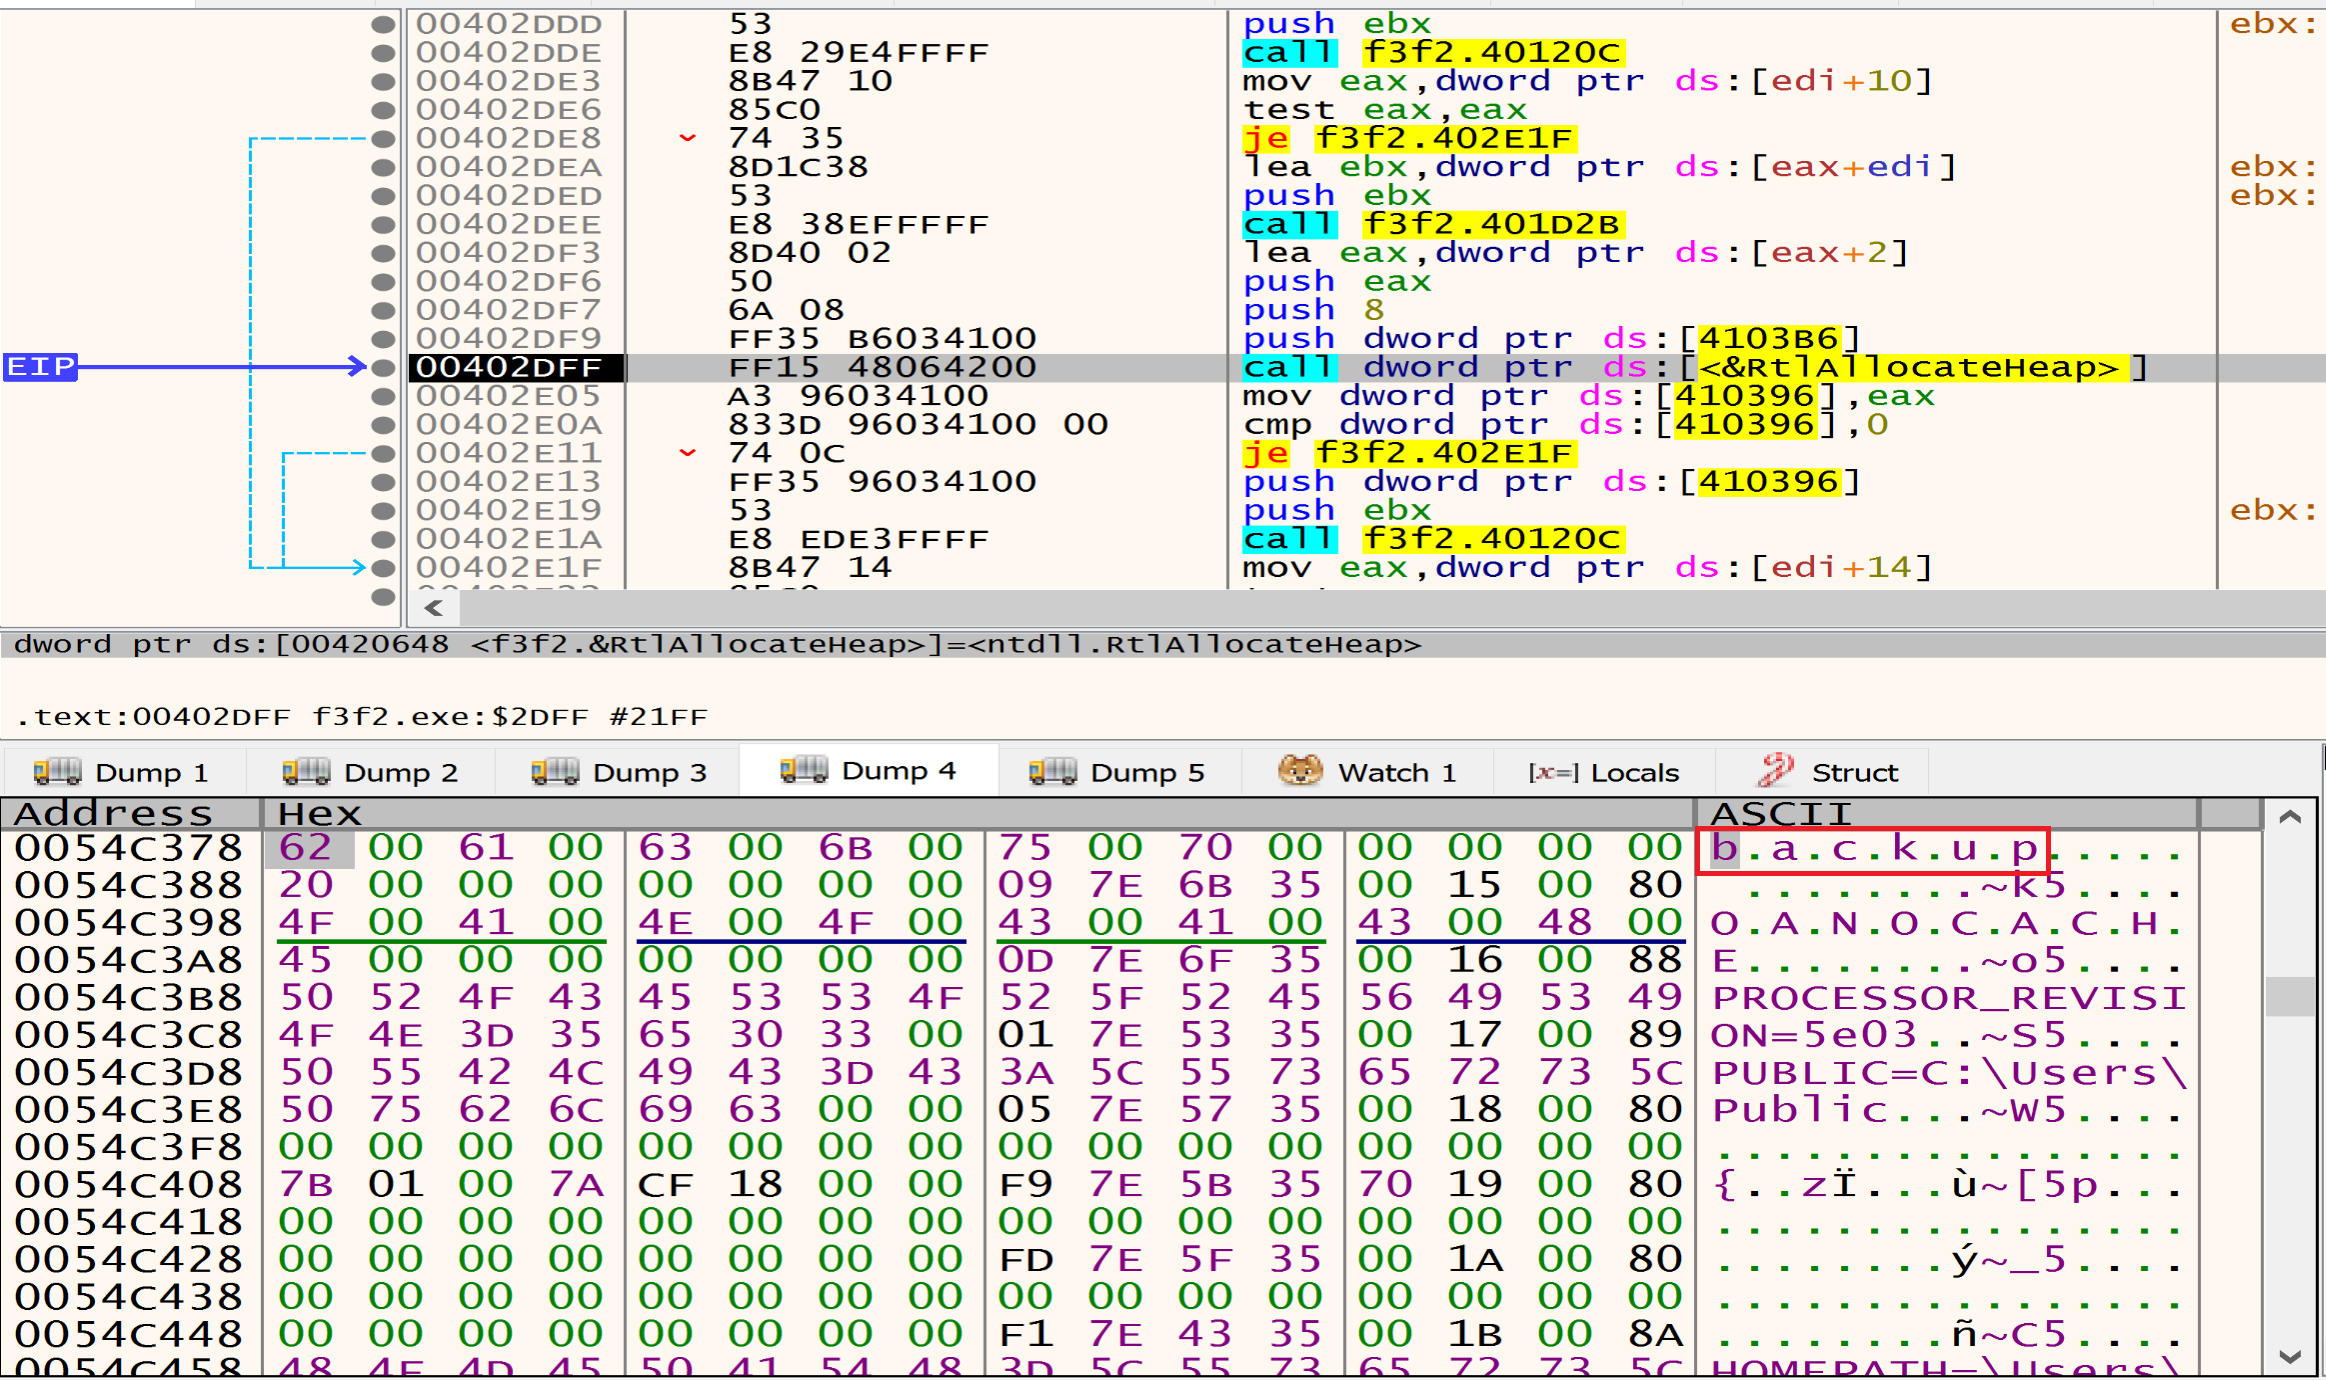 00402DDD 53 push ebx ebx:
00402DDE E8 29E4FFFF call f3f2.40120C
00402DE3 8B47 10 mov eax,dword ptr ds:[edi+10]
00402DE6 85C0 test eax,eax
00402DE8 74 35 je f3f2.402E1F
00402DEA 8D1C38 lea ebx,dword ptr ds:[eax+edi] ebx:
00402DED 53 push ebx ebx:
00402DEE E8 38EFFFFF call f3f2.401D2B
00402DF3 8D40 02 lea eax,dword ptr ds:[eax+2]
00402DF6 50 push eax
00402DF7 6A 08 push 8
00402DF9 FF35 B6034100 push dword ptr ds:[4103B6]
EIP 00402DFF FF15 48064200 call dword ptr ds:[<&RtlAllocateHeap>]
00402E05 A3 96034100 mov dword ptr ds:[410396],eax
00402E0A 833D 96034100 00 cmp dword ptr ds:[410396],0
00402E11 74 0C je f3f2.402E1F
00402E13 FF35 96034100 push dword ptr ds:[410396]
00402E19 53 push ebx ebx:
00402E1A E8 EDE3FFFF call f3f2.40120C
00402E1F 8B47 14 mov eax,dword ptr ds:[edi+14]
dword ptr ds:[00420648 <f3f2.&RtlAllocateHeap>]=<ntdll.RtlAllocateHeap>
.text:00402DFF f3f2.exe:$2DFF #21FF
Dump 1 Dump 2 Dump 3 Dump 4 Dump 5 Watch 1 [x=] Locals Struct
Address Hex ASCII
0054C378 62 00 61 00 63 00 6B 00 75 00 70 00 00 00 00 00 b.a.c.k.u.p.....
0054C388 20 00 00 00 00 00 00 00 09 7E 6B 35 00 15 00 80  ........~k5....
0054C398 4F 00 41 00 4E 00 4F 00 43 00 41 00 43 00 48 00 O.A.N.O.C.A.C.H.
0054C3A8 45 00 00 00 00 00 00 00 0D 7E 6F 35 00 16 00 88 E........~o5....
0054C3B8 50 52 4F 43 45 53 53 4F 52 5F 52 45 56 49 53 49 PROCESSOR_REVISI
0054C3C8 4F 4E 3D 35 65 30 33 00 01 7E 53 35 00 17 00 89 ON=5e03..~S5....
0054C3D8 50 55 42 4C 49 43 3D 43 3A 5C 55 73 65 72 73 5C PUBLIC=C:\Users\
0054C3E8 50 75 62 6C 69 63 00 00 05 7E 57 35 00 18 00 80 Public...~W5....
0054C3F8 00 00 00 00 00 00 00 00 00 00 00 00 00 00 00 00 ................
0054C408 7B 01 00 7A CF 18 00 00 F9 7E 5B 35 70 19 00 80 {..zÏ...ù~[5p...
0054C418 00 00 00 00 00 00 00 00 00 00 00 00 00 00 00 00 ................
0054C428 00 00 00 00 00 00 00 00 FD 7E 5F 35 00 1A 00 80 ........ý~_5....
0054C438 00 00 00 00 00 00 00 00 00 00 00 00 00 00 00 00 ................
0054C448 00 00 00 00 00 00 00 00 F1 7E 43 35 00 1B 00 8A ........ñ~C5....
0054C458 48 4F 4D 45 50 41 54 48 3D 5C 55 73 65 72 73 5C HOMEPATH=\Users\